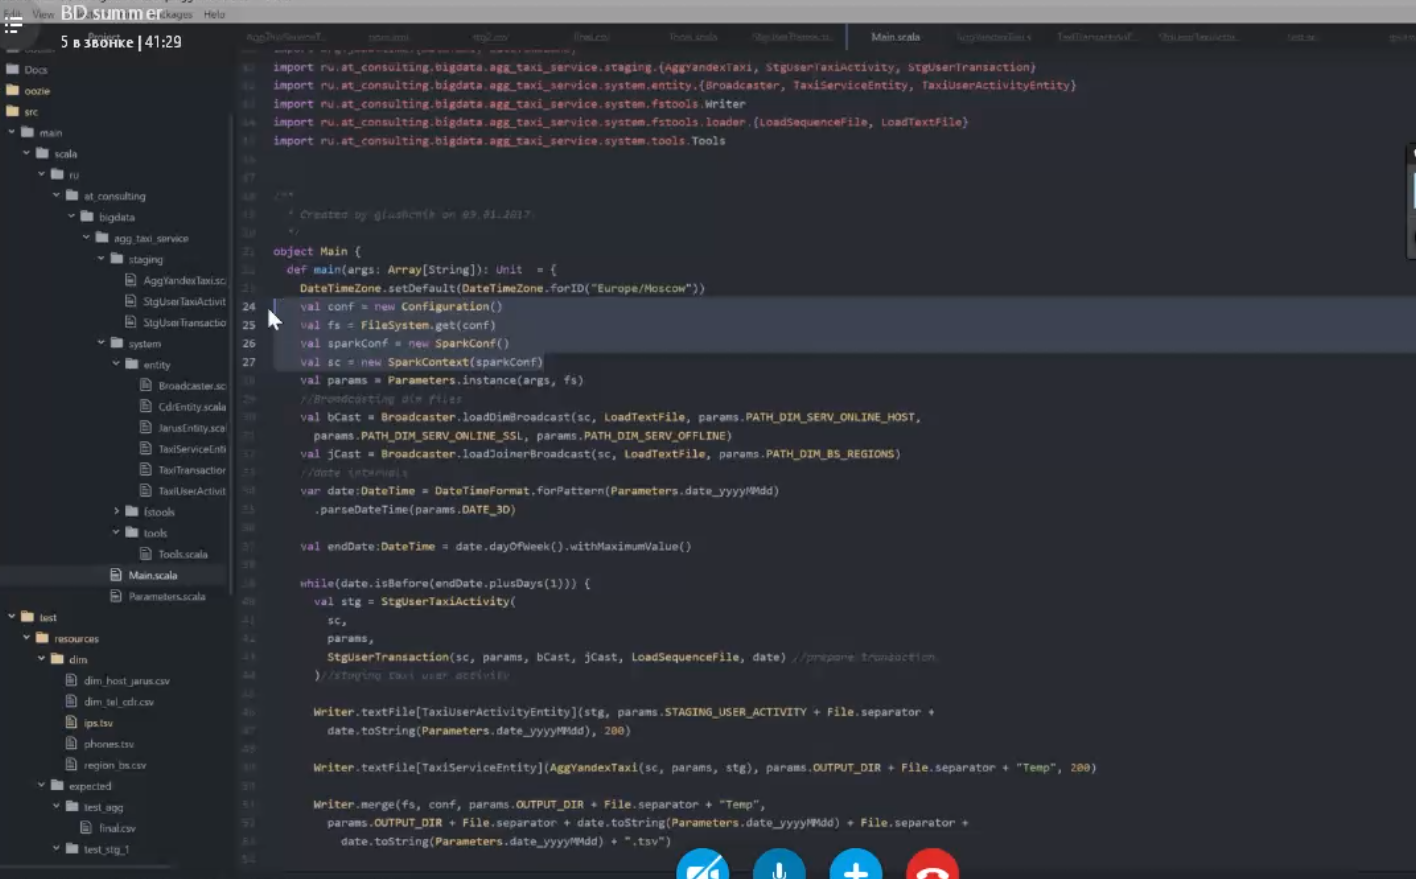 Edit View Packages Help
BD summer
5 в звонке | 41:29
Project
Main.scala
Docs
oozie
src
main
scala
ru
at_consulting
bigdata
agg_taxi_service
staging
AggYandexTaxi.sc
StgUserTaxiActivit
StgUserTransactio
system
entity
Broadcaster.sc
CdrEntity.scala
JarusEntity.scal
TaxiServiceEnti
TaxiTransaction
TaxiUserActivit
fstools
tools
Tools.scala
Main.scala
Parameters.scala
test
resources
dim
dim_host_jarus.csv
dim_tel_cdr.csv
ips.tsv
phones.tsv
region_bs.csv
expected
test_agg
final.csv
test_stg_1
import ru.at_consulting.bigdata.agg_taxi_service.staging.{AggYandexTaxi, StgUserTaxiActivity, StgUserTransaction}
import ru.at_consulting.bigdata.agg_taxi_service.system.entity.{Broadcaster, TaxiServiceEntity, TaxiUserActivityEntity}
import ru.at_consulting.bigdata.agg_taxi_service.system.fstools.Writer
import ru.at_consulting.bigdata.agg_taxi_service.system.fstools.loader.{LoadSequenceFile, LoadTextFile}
import ru.at_consulting.bigdata.agg_taxi_service.system.tools.Tools
/**
* Created by on 09.01.2017.
*/
object Main {
def main(args: Array[String]): Unit = {
DateTimeZone.setDefault(DateTimeZone.forID("Europe/Moscow"))
24 val conf = new Configuration()
25 val fs = FileSystem.get(conf)
26 val sparkConf = new SparkConf()
27 val sc = new SparkContext(sparkConf)
val params = Parameters.instance(args, fs)
//Broadcasting dim files
val bCast = Broadcaster.loadDimBroadcast(sc, LoadTextFile, params.PATH_DIM_SERV_ONLINE_HOST,
params.PATH_DIM_SERV_ONLINE_SSL, params.PATH_DIM_SERV_OFFLINE)
val jCast = Broadcaster.loadJoinerBroadcast(sc, LoadTextFile, params.PATH_DIM_BS_REGIONS)
//date intervals
var date:DateTime = DateTimeFormat.forPattern(Parameters.date_yyyyMMdd)
.parseDateTime(params.DATE_3D)
val endDate:DateTime = date.dayOfWeek().withMaximumValue()
while(date.isBefore(endDate.plusDays(1))) {
val stg = StgUserTaxiActivity(
sc,
params,
StgUserTransaction(sc, params, bCast, jCast, LoadSequenceFile, date) //prepare transaction
)//staging taxi user activity
Writer.textFile[TaxiUserActivityEntity](stg, params.STAGING_USER_ACTIVITY + File.separator +
date.toString(Parameters.date_yyyyMMdd), 200)
Writer.textFile[TaxiServiceEntity](AggYandexTaxi(sc, params, stg), params.OUTPUT_DIR + File.separator + "Temp", 200)
Writer.merge(fs, conf, params.OUTPUT_DIR + File.separator + "Temp",
params.OUTPUT_DIR + File.separator + date.toString(Parameters.date_yyyyMMdd) + File.separator +
date.toString(Parameters.date_yyyyMMdd) + ".tsv")